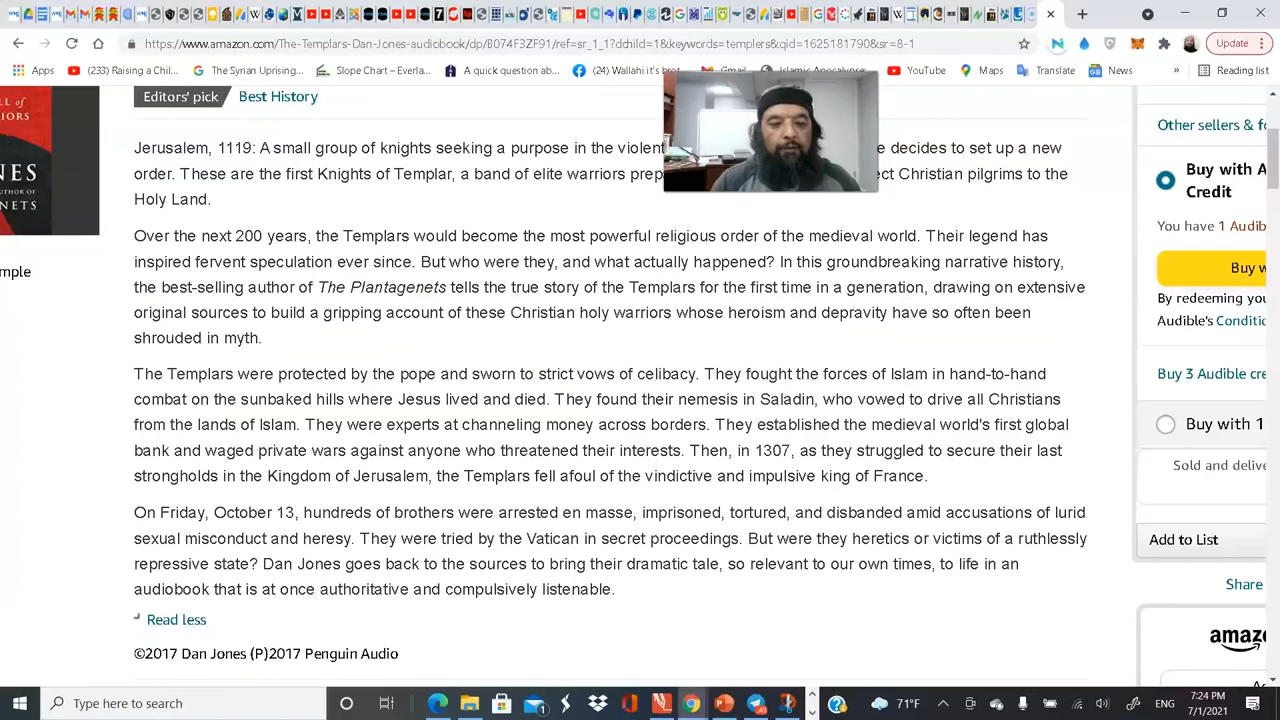 https://www.amazon.com/The-Templars-Dan-Jones-audiobook/dp/B074F3ZF91/ref=sr_1_1?dchild=1&keywords=templers&qid=1625181790&sr=8-1
Update
Apps (233) Raising a Chil... The Syrian Uprising... Slope Chart - Everla... A quick question ab... (24) Wallahi it's bro Gmail Islamic Apocalypse YouTube Maps Translate News » Reading list
LL of
IORS
NES
UTHOR OF
GENETS
mple
Editors' pick Best History
Jerusalem, 1119: A small group of knights seeking a purpose in the violent decides to set up a new
order. These are the first Knights of Templar, a band of elite warriors prep ect Christian pilgrims to the
Holy Land.
Over the next 200 years, the Templars would become the most powerful religious order of the medieval world. Their legend has
inspired fervent speculation ever since. But who were they, and what actually happened? In this groundbreaking narrative history,
the best-selling author of The Plantagenets tells the true story of the Templars for the first time in a generation, drawing on extensive
original sources to build a gripping account of these Christian holy warriors whose heroism and depravity have so often been
shrouded in myth.
The Templars were protected by the pope and sworn to strict vows of celibacy. They fought the forces of Islam in hand-to-hand
combat on the sunbaked hills where Jesus lived and died. They found their nemesis in Saladin, who vowed to drive all Christians
from the lands of Islam. They were experts at channeling money across borders. They established the medieval world's first global
bank and waged private wars against anyone who threatened their interests. Then, in 1307, as they struggled to secure their last
strongholds in the Kingdom of Jerusalem, the Templars fell afoul of the vindictive and impulsive king of France.
On Friday, October 13, hundreds of brothers were arrested en masse, imprisoned, tortured, and disbanded amid accusations of lurid
sexual misconduct and heresy. They were tried by the Vatican in secret proceedings. But were they heretics or victims of a ruthlessly
repressive state? Dan Jones goes back to the sources to bring their dramatic tale, so relevant to our own times, to life in an
audiobook that is at once authoritative and compulsively listenable.
Read less
©2017 Dan Jones (P)2017 Penguin Audio
Other sellers & fo
Buy with A
Credit
You have 1 Audib
Buy w
By redeeming you
Audible's Conditio
Buy 3 Audible cre
Buy with 1
Sold and delive
Add to List
Share
amazo
Type here to search
71°F ENG
7:24 PM
7/1/2021